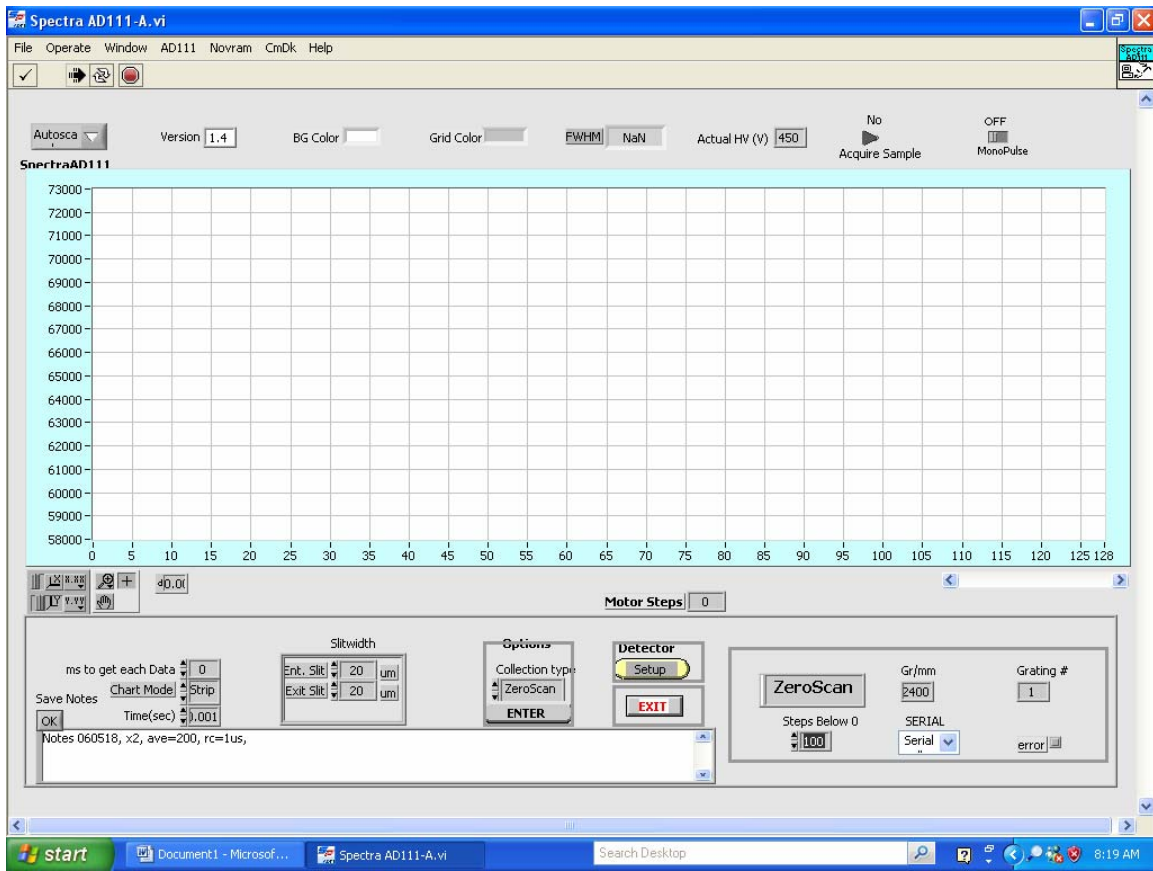 Spectra AD111-A.vi
File Operate Window AD111 Novram CmDk Help
Spectra
AD111
Autosca
Version 1.4
BG Color
Grid Color
FWHM NaN
Actual HV (V) 450
No
Acquire Sample
OFF
MonoPulse
SpectraAD111
73000
72000
71000
70000
69000
68000
67000
66000
65000
64000
63000
62000
61000
60000
59000
58000
0 5 10 15 20 25 30 35 40 45 50 55 60 65 70 75 80 85 90 95 100 105 110 115 120 125 128
X X.XX
Y Y.YY
Motor Steps 0
ms to get each Data 0
Save Notes
OK
Chart Mode Strip
Time(sec) 0.001
Slitwidth
Ent. Slit 20 um
Exit Slit 20 um
Options
Collection type
ZeroScan
ENTER
Detector
Setup
EXIT
ZeroScan
Gr/mm
2400
Grating #
1
Steps Below 0
100
SERIAL
Serial
error
Notes 060518, x2, ave=200, rc=1us,
start
Document1 - Microsof...
Spectra AD111-A.vi
Search Desktop
8:19 AM